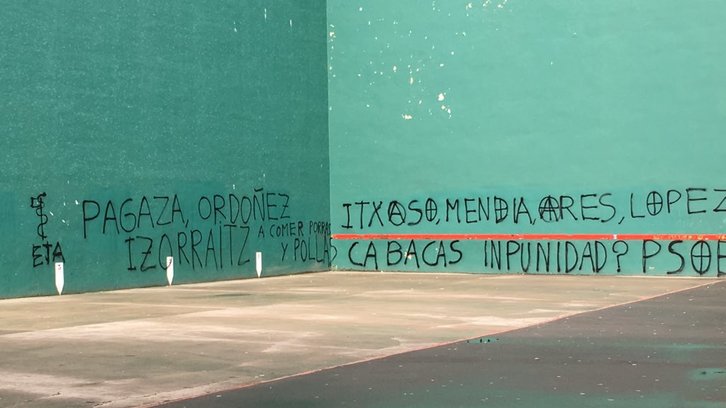 ETA
PAGAZA, ORDOÑEZ
IZORRAITZ A COMER PORRAS
Y POLLAS
ITXASO, MENDIA, ARES, LOPEZ
CABACAS INPUNIDAD? PSOE